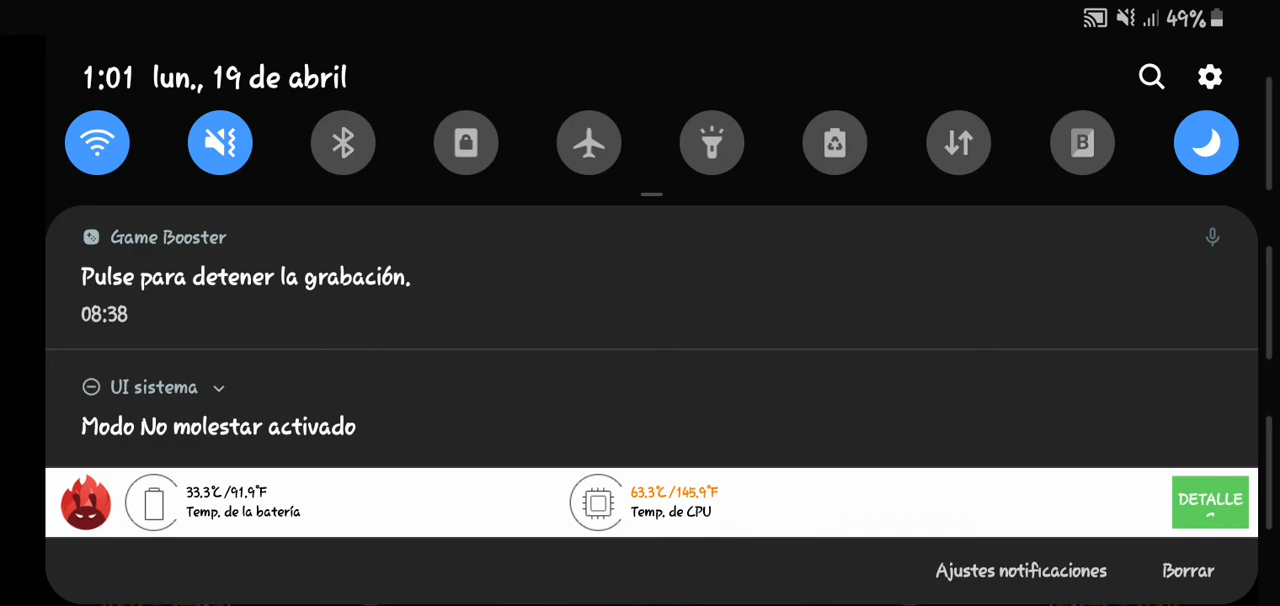 49%
1:01 lun., 19 de abril
B
Game Booster
Pulse para detener la grabación.
08:38
UI sistema
Modo No molestar activado
33.3℃/91.9°F
Temp. de la batería
63.3℃/145.9°F
Temp. de CPU
DETALLE
Ajustes notificaciones Borrar